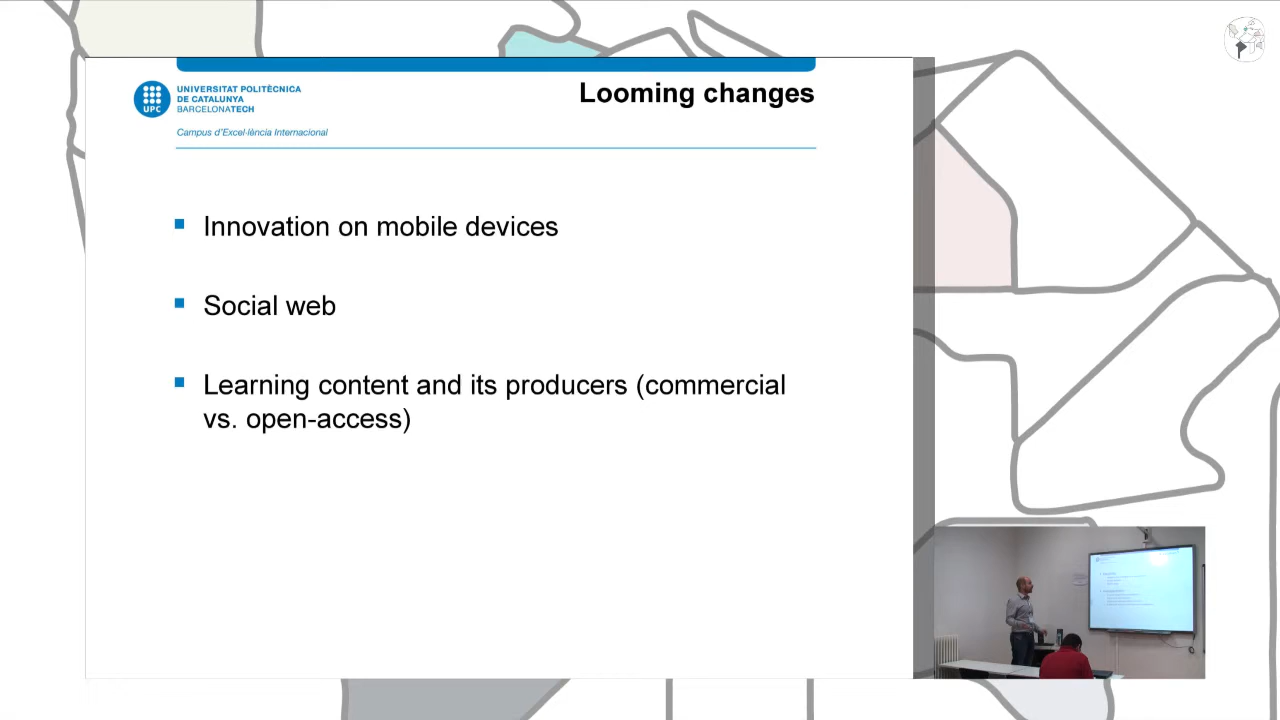 UNIVERSITAT POLITÈCNICA
DE CATALUNYA
BARCELONATECH
UPC
Campus d'Excel·lència Internacional
Looming changes
Innovation on mobile devices
Social web
Learning content and its producers (commercial
vs. open-access)